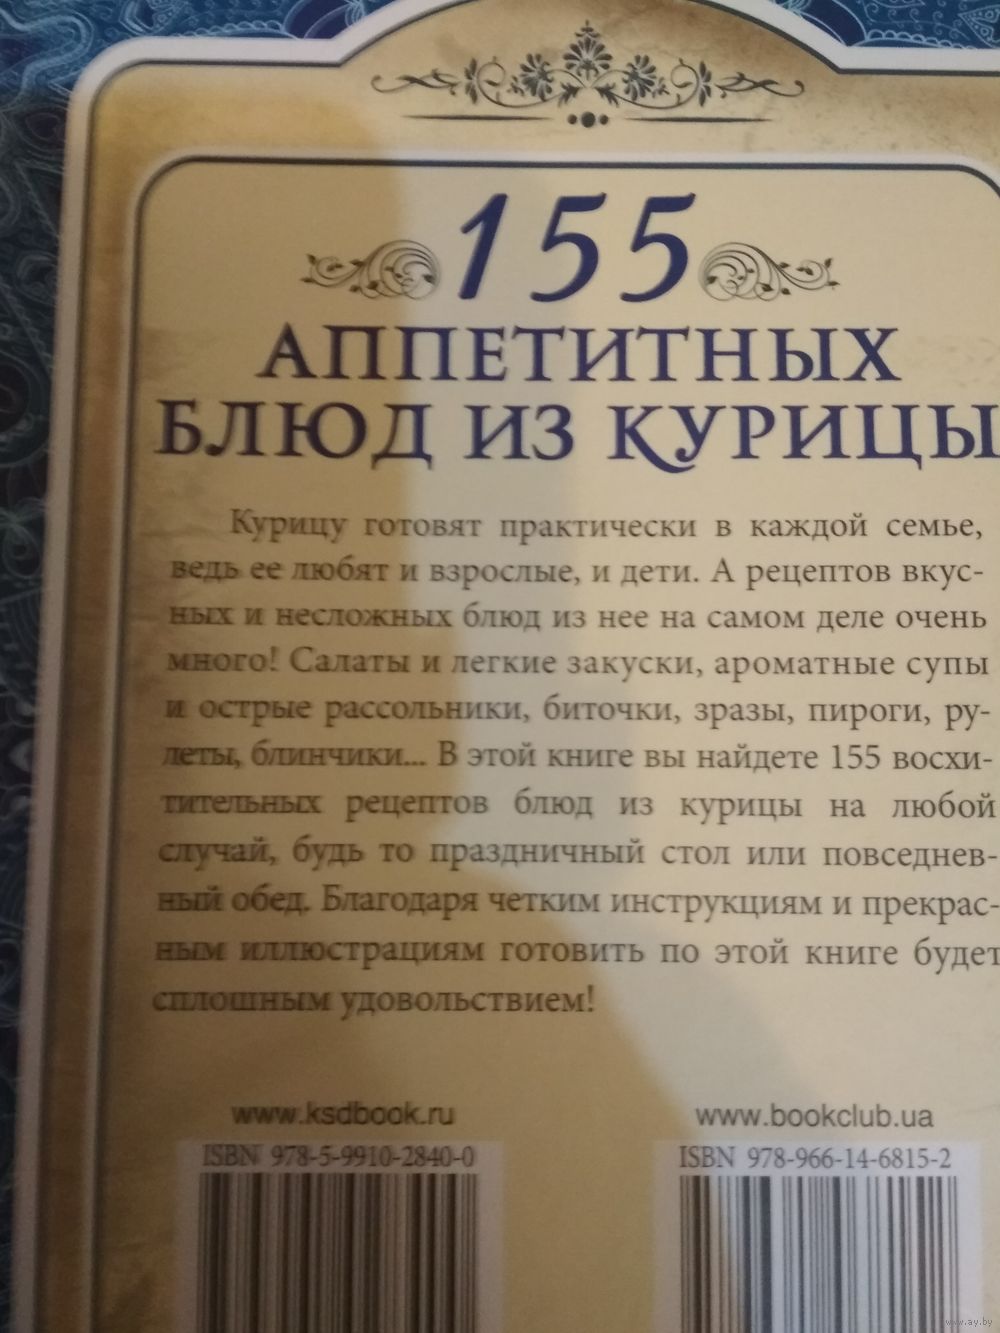 155
АППЕТИТНЫХ
БЛЮД ИЗ КУРИЦЫ
Курицу готовят практически в каждой семье,
ведь ее любят и взрослые, и дети. А рецептов вкус-
ных и несложных блюд из нее на самом деле очень
много! Салаты и легкие закуски, ароматные супы
и острые рассольники, биточки, зразы, пироги, ру-
леты, блинчики... В этой книге вы найдете 155 восхи-
тительных рецептов блюд из курицы на любой
случай, будь то праздничный стол или повседнев-
ный обед. Благодаря четким инструкциям и прекрас-
ным иллюстрациям готовить по этой книге будет
сплошным удовольствием!
www.ksdbook.ru www.bookclub.ua
ISBN 978-5-9910-2840-0 ISBN 978-966-14-6815-2
www.ay.by